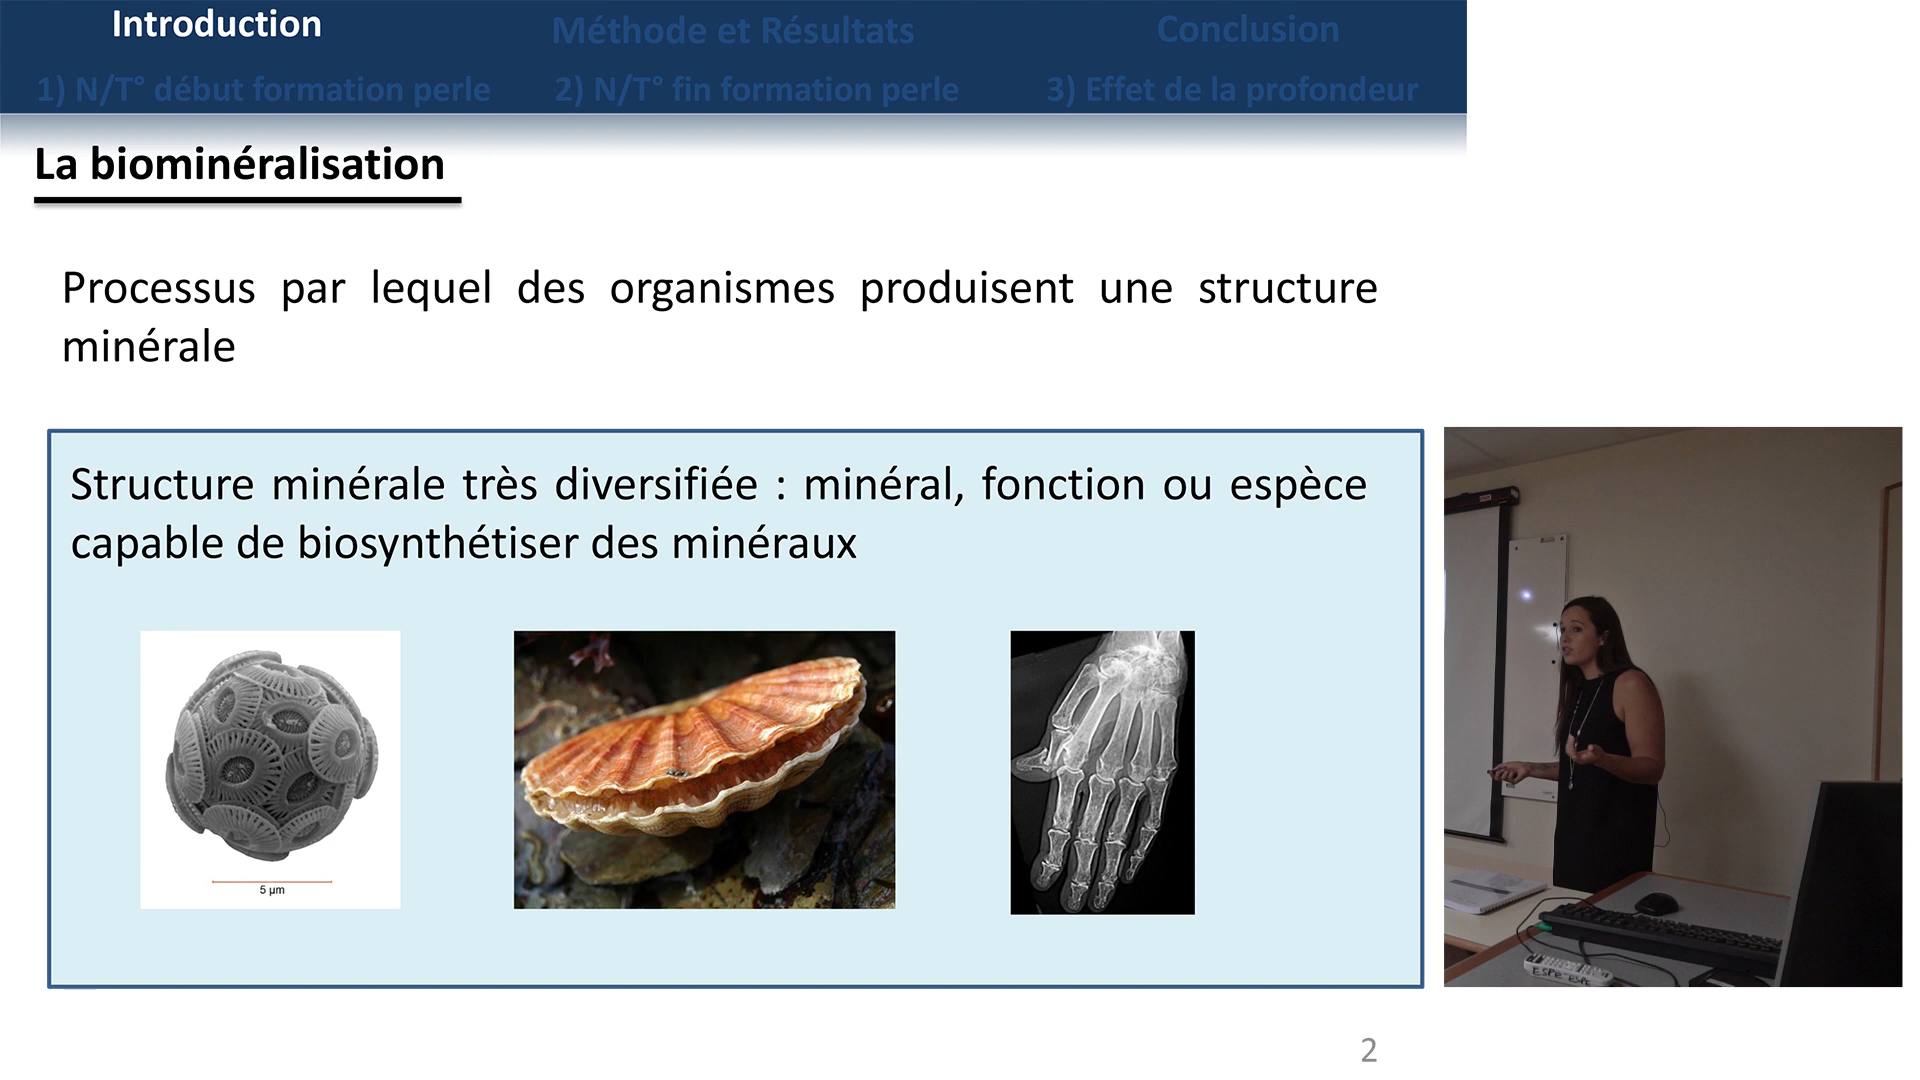 Introduction
Méthode et Résultats
Conclusion
1) N/T° début formation perle
2) N/T° fin formation perle
3) Effet de la profondeur
La biominéralisation
Processus par lequel des organismes produisent une structure
minérale
Structure minérale très diversifiée : minéral, fonction ou espèce
capable de biosynthétiser des minéraux
5 µm
ESPE-ESPE
2